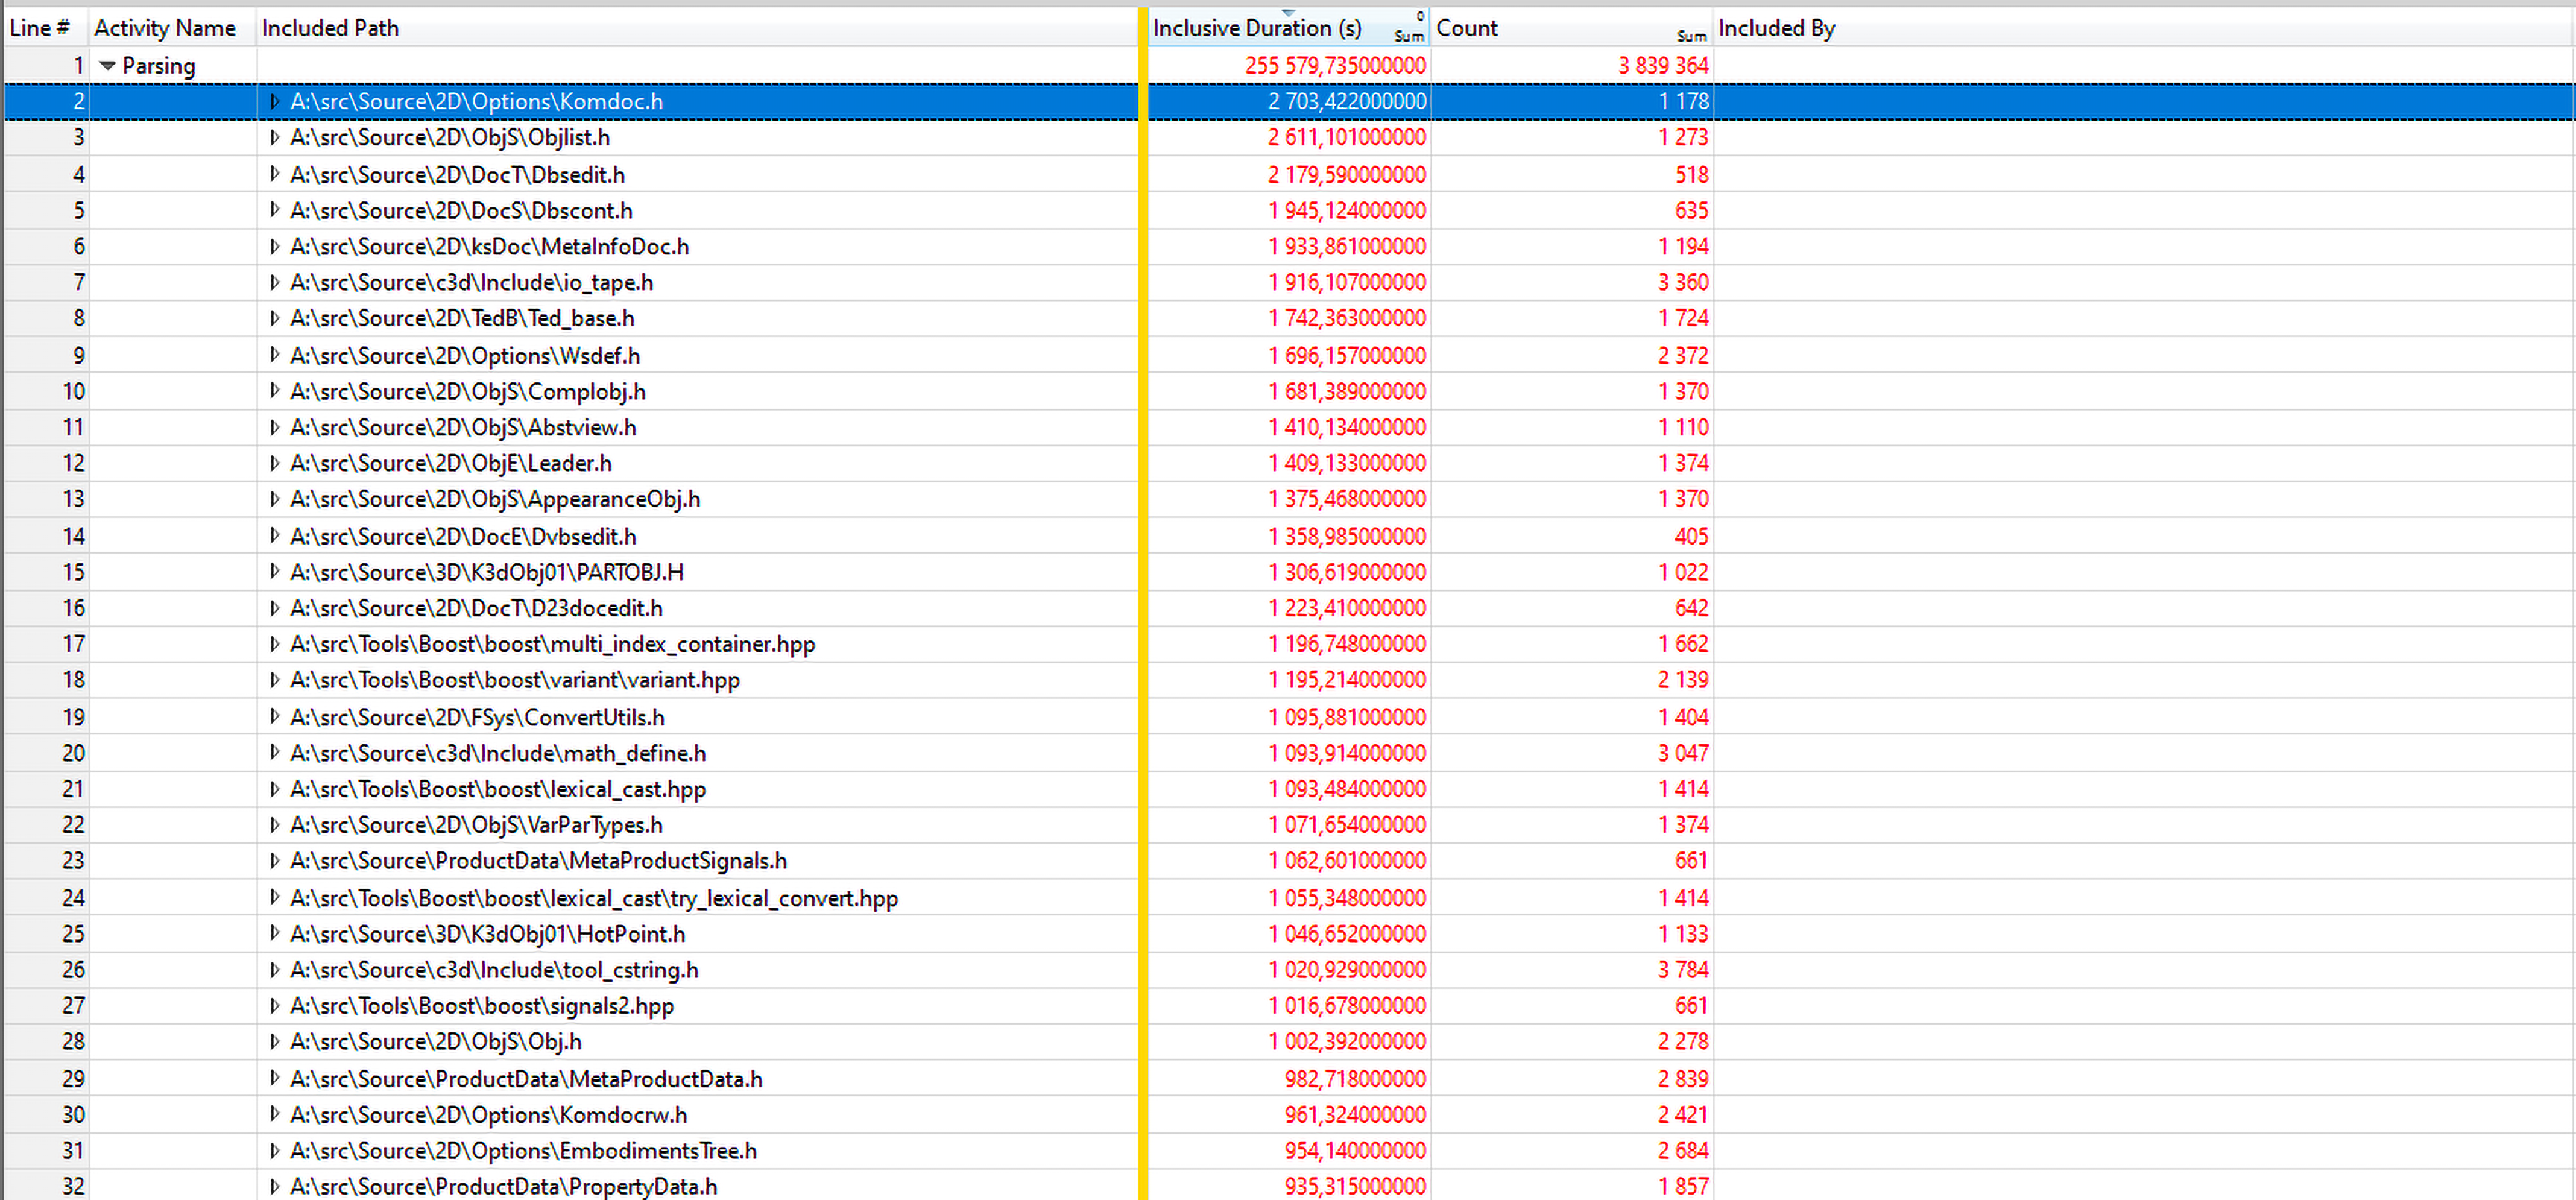 Line # Activity Name Included Path Inclusive Duration (s) 0 Sum Count Sum Included By
1 Parsing 255 579,735000000 3 839 364
2 A:\src\Source\2D\Options\Komdoc.h 2 703,422000000 1 178
3 A:\src\Source\2D\ObjS\Objlist.h 2 611,101000000 1 273
4 A:\src\Source\2D\DocT\Dbsedit.h 2 179,590000000 518
5 A:\src\Source\2D\DocS\Dbscont.h 1 945,124000000 635
6 A:\src\Source\2D\ksDoc\MetaInfoDoc.h 1 933,861000000 1 194
7 A:\src\Source\c3d\Include\io_tape.h 1 916,107000000 3 360
8 A:\src\Source\2D\TedB\Ted_base.h 1 742,363000000 1 724
9 A:\src\Source\2D\Options\Wsdef.h 1 696,157000000 2 372
10 A:\src\Source\2D\ObjS\Complobj.h 1 681,389000000 1 370
11 A:\src\Source\2D\ObjS\Abstview.h 1 410,134000000 1 110
12 A:\src\Source\2D\ObjE\Leader.h 1 409,133000000 1 374
13 A:\src\Source\2D\ObjS\AppearanceObj.h 1 375,468000000 1 370
14 A:\src\Source\2D\DocE\Dvbsedit.h 1 358,985000000 405
15 A:\src\Source\3D\K3dObj01\PARTOBJ.H 1 306,619000000 1 022
16 A:\src\Source\2D\DocT\D23docedit.h 1 223,410000000 642
17 A:\src\Tools\Boost\boost\multi_index_container.hpp 1 196,748000000 1 662
18 A:\src\Tools\Boost\boost\variant\variant.hpp 1 195,214000000 2 139
19 A:\src\Source\2D\FSys\ConvertUtils.h 1 095,881000000 1 404
20 A:\src\Source\c3d\Include\math_define.h 1 093,914000000 3 047
21 A:\src\Tools\Boost\boost\lexical_cast.hpp 1 093,484000000 1 414
22 A:\src\Source\2D\ObjS\VarParTypes.h 1 071,654000000 1 374
23 A:\src\Source\ProductData\MetaProductSignals.h 1 062,601000000 661
24 A:\src\Tools\Boost\boost\lexical_cast\try_lexical_convert.hpp 1 055,348000000 1 414
25 A:\src\Source\3D\K3dObj01\HotPoint.h 1 046,652000000 1 133
26 A:\src\Source\c3d\Include\tool_cstring.h 1 020,929000000 3 784
27 A:\src\Tools\Boost\boost\signals2.hpp 1 016,678000000 661
28 A:\src\Source\2D\ObjS\Obj.h 1 002,392000000 2 278
29 A:\src\Source\ProductData\MetaProductData.h 982,718000000 2 839
30 A:\src\Source\2D\Options\Komdocrw.h 961,324000000 2 421
31 A:\src\Source\2D\Options\EmbodimentsTree.h 954,140000000 2 684
32 A:\src\Source\ProductData\PropertyData.h 935,315000000 1 857